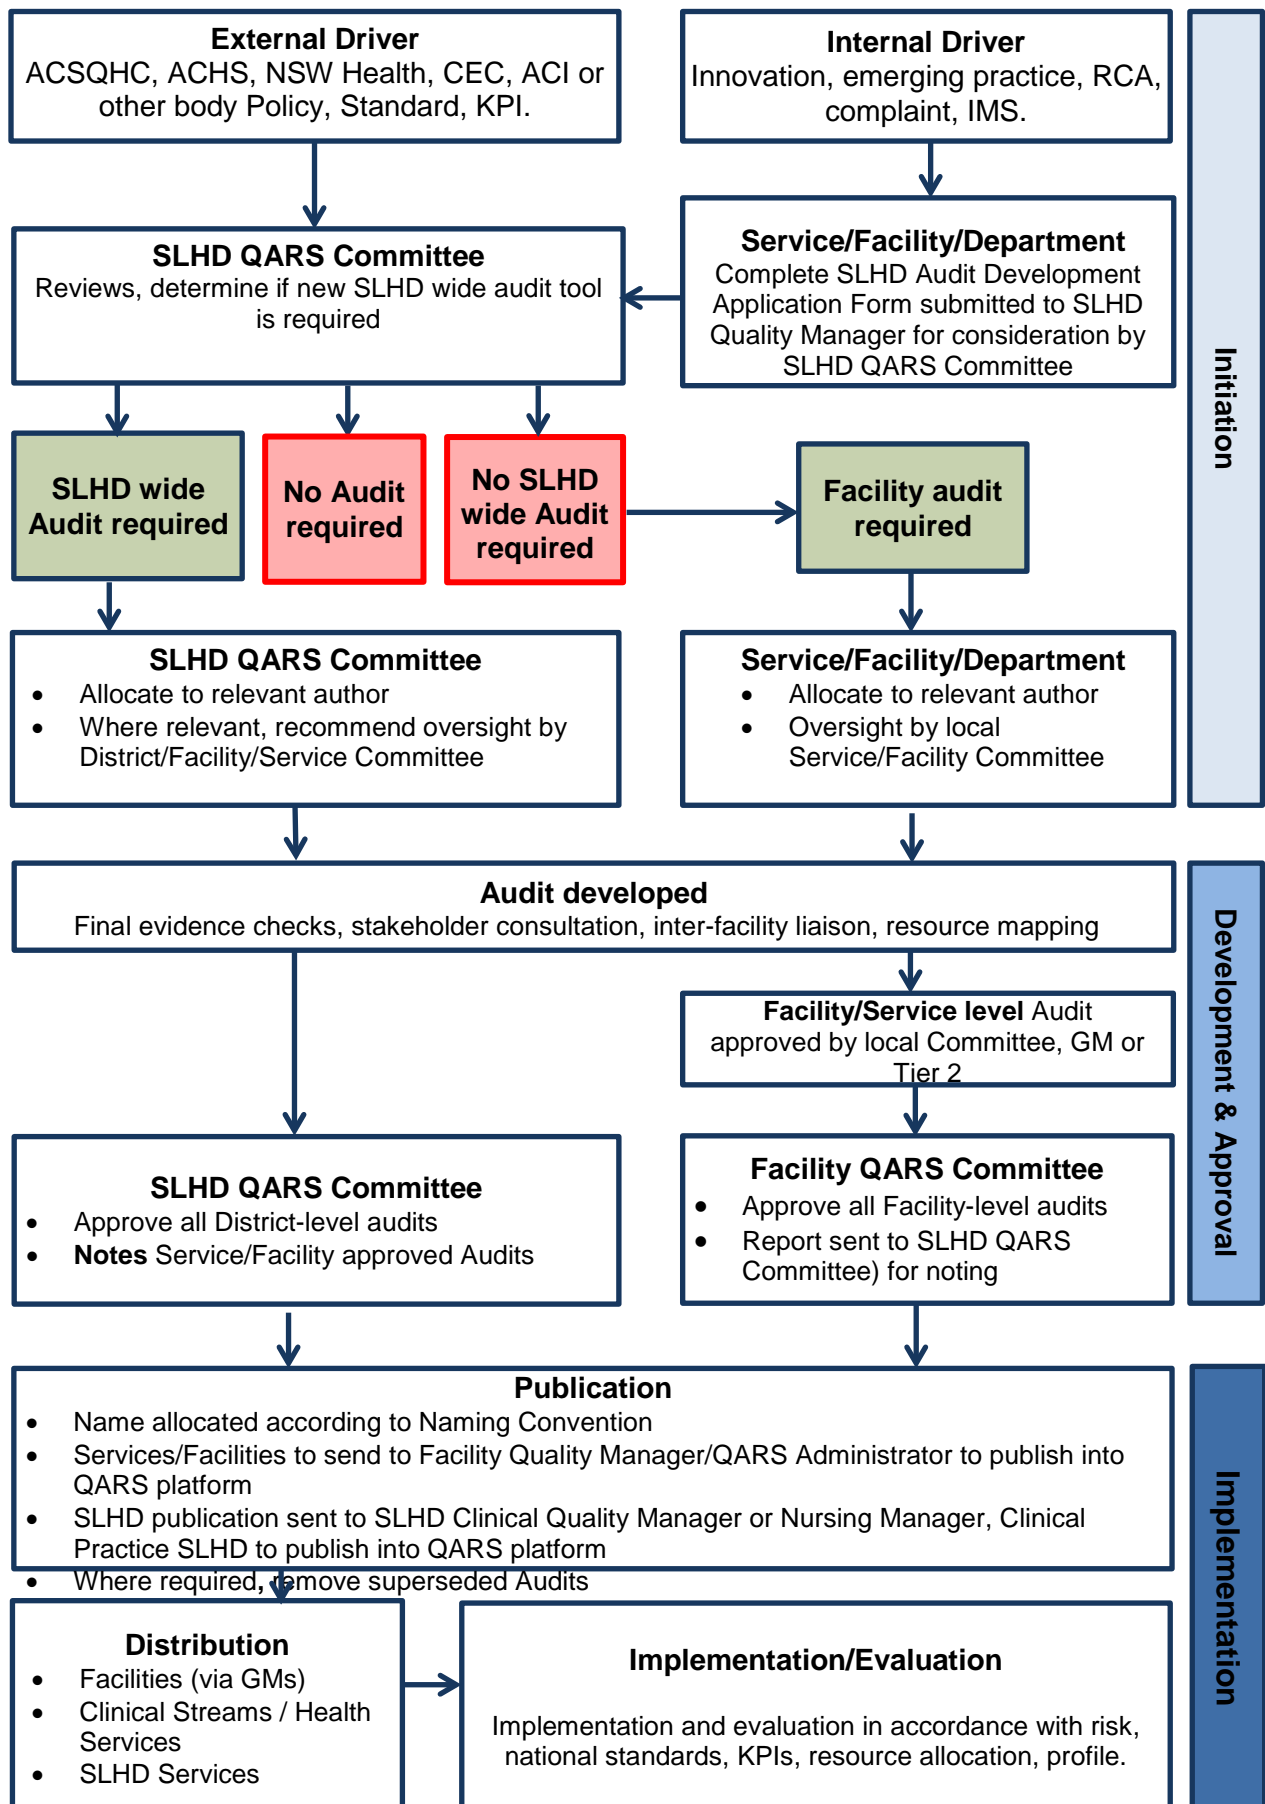 External Driver
ACSQHC, ACHS, NSW Health, CEC, ACI or
other body Policy, Standard, KPI.
Internal Driver
Innovation, emerging practice, RCA,
complaint, IMS.
SLHD QARS Committee
Reviews, determine if new SLHD wide audit tool
is required
Service/Facility/Department
Complete SLHD Audit Development
Application Form submitted to SLHD
Quality Manager for consideration by
SLHD QARS Committee
Initiation
SLHD wide
Audit required
No Audit
required
No SLHD
wide Audit
required
Facility audit
required
SLHD QARS Committee
• Allocate to relevant author
• Where relevant, recommend oversight by
District/Facility/Service Committee
Service/Facility/Department
• Allocate to relevant author
• Oversight by local
Service/Facility Committee
Audit developed
Final evidence checks, stakeholder consultation, inter-facility liaison, resource mapping
Development & Approval
Facility/Service level Audit
approved by local Committee, GM or
Tier 2
SLHD QARS Committee
• Approve all District-level audits
• Notes Service/Facility approved Audits
Facility QARS Committee
• Approve all Facility-level audits
• Report sent to SLHD QARS
Committee) for noting
Publication
• Name allocated according to Naming Convention
• Services/Facilities to send to Facility Quality Manager/QARS Administrator to publish into
QARS platform
• SLHD publication sent to SLHD Clinical Quality Manager or Nursing Manager, Clinical
Practice SLHD to publish into QARS platform
• Where required, remove superseded Audits
Implementation
Distribution
• Facilities (via GMs)
• Clinical Streams / Health
Services
• SLHD Services
Implementation/Evaluation
Implementation and evaluation in accordance with risk,
national standards, KPIs, resource allocation, profile.